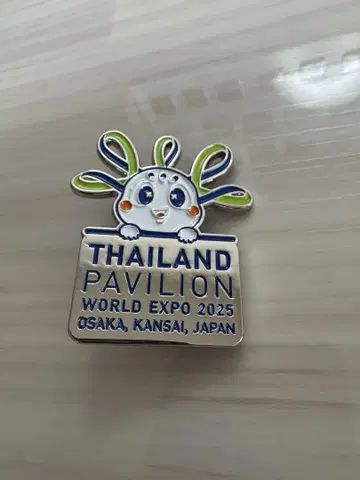 THAILAND
PAVILION
WORLD EXPO 2025
OSAKA, KANSAI, JAPAN